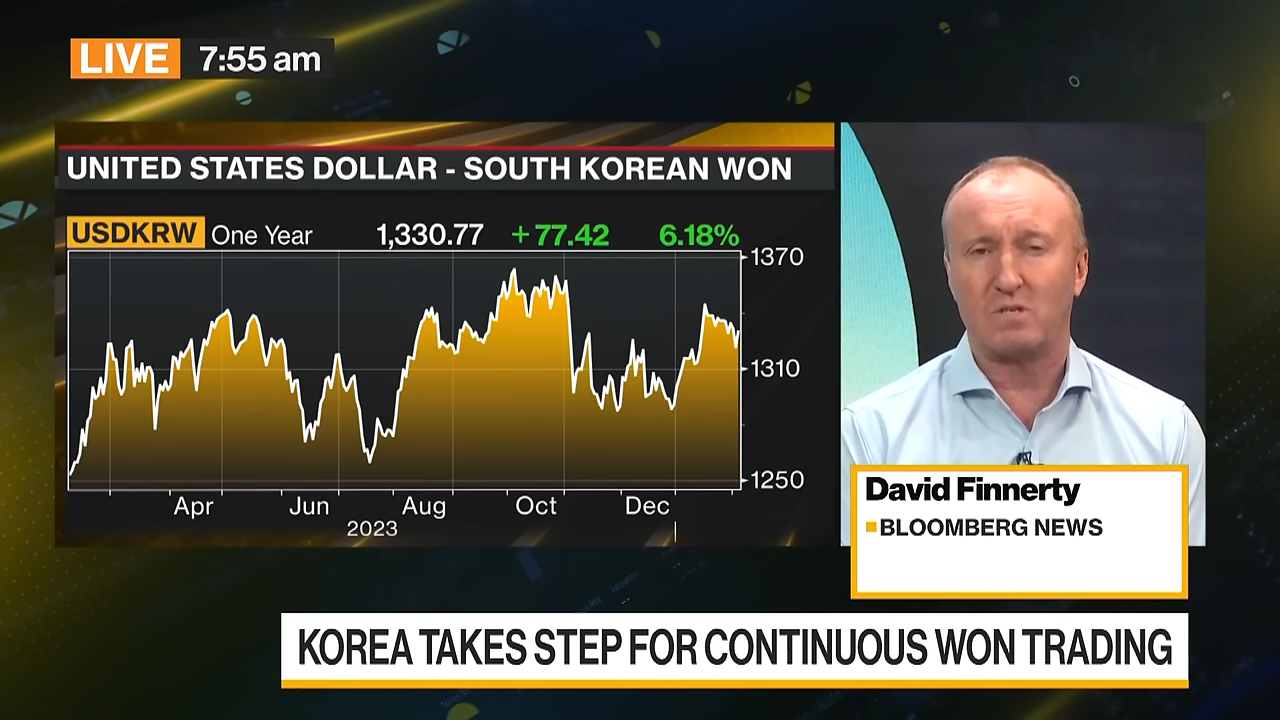 LIVE 7:55 am
UNITED STATES DOLLAR - SOUTH KOREAN WON
USDKRW One Year 1,330.77 +77.42 6.18%
1370
1310
1250
Apr Jun Aug Oct Dec
2023
David Finnerty
BLOOMBERG NEWS
KOREA TAKES STEP FOR CONTINUOUS WON TRADING